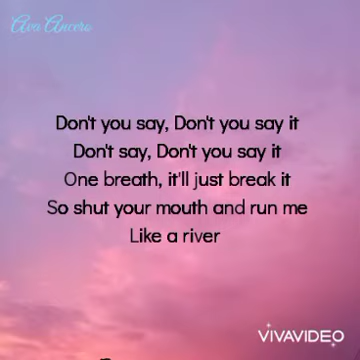 Ava Ancero
Don't you say, Don't you say it
Don't say, Don't you say it
One breath, it'll just break it
So shut your mouth and run me
Like a river
VIVAVIDEO